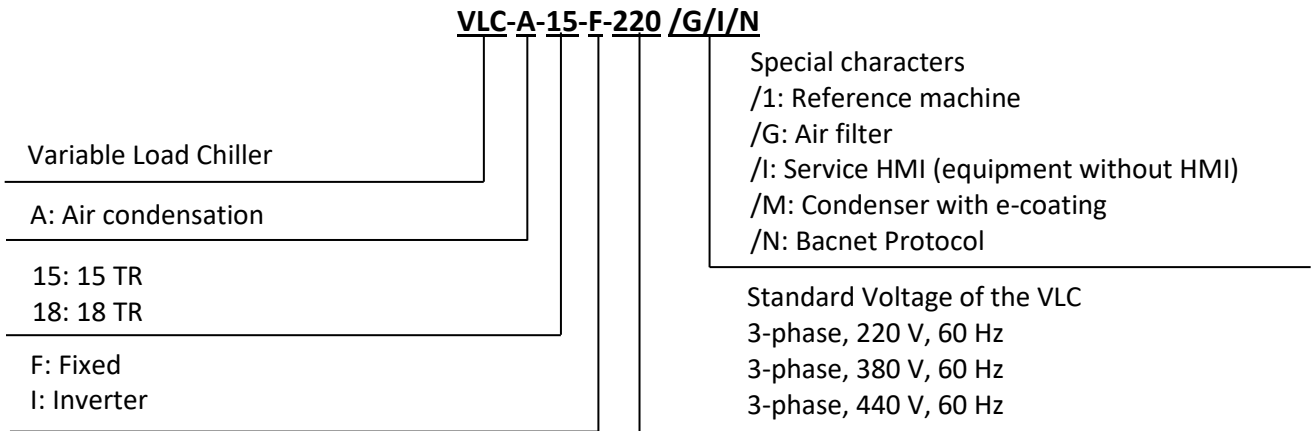 VLC-A-15-F-220 /G/I/N
Variable Load Chiller
A: Air condensation
15: 15 TR
18: 18 TR
F: Fixed
I: Inverter
Special characters
/1: Reference machine
/G: Air filter
/I: Service HMI (equipment without HMI)
/M: Condenser with e-coating
/N: Bacnet Protocol
Standard Voltage of the VLC
3-phase, 220 V, 60 Hz
3-phase, 380 V, 60 Hz
3-phase, 440 V, 60 Hz